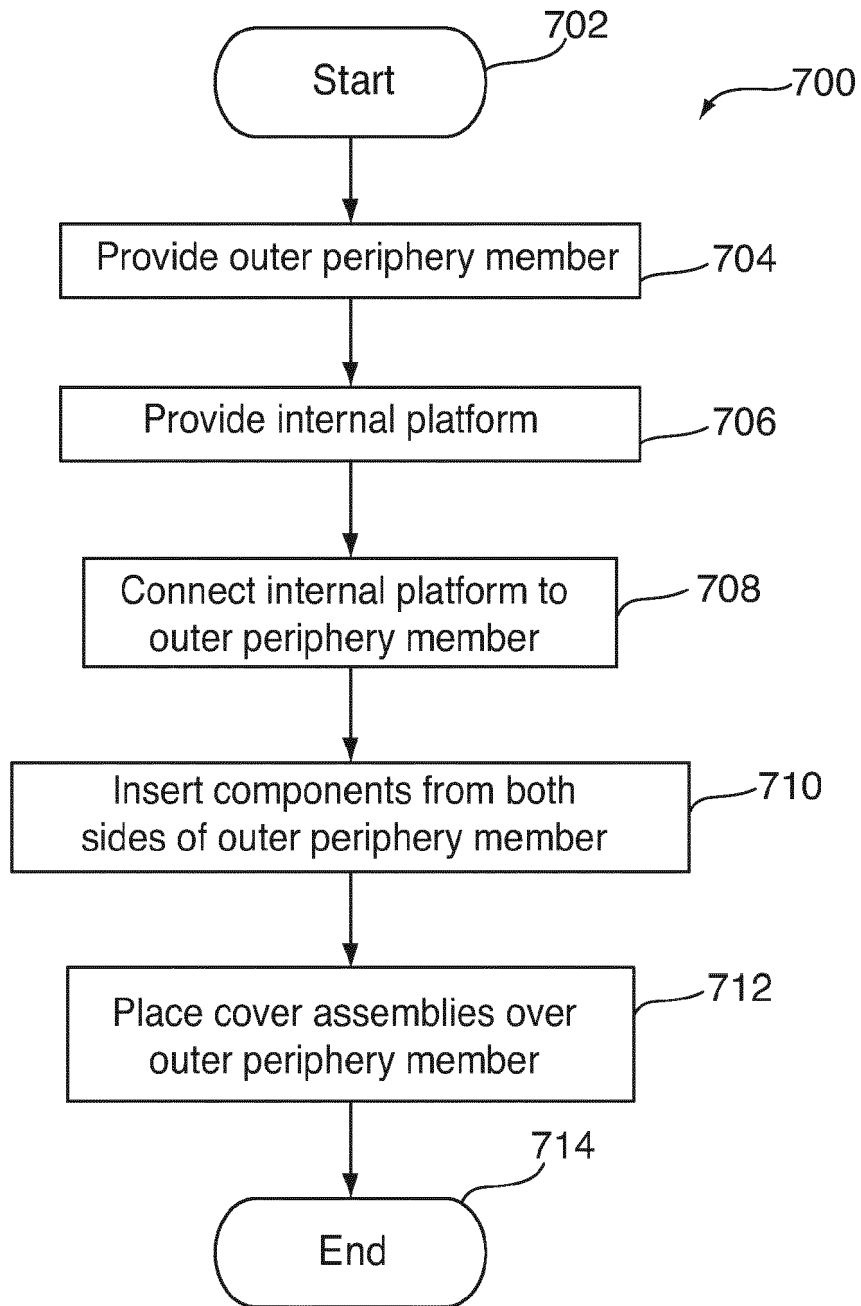 702
Start
700
Provide outer periphery member
704
Provide internal platform
706
Connect internal platform to
outer periphery member
708
Insert components from both
sides of outer periphery member
710
Place cover assemblies over
outer periphery member
712
714
End